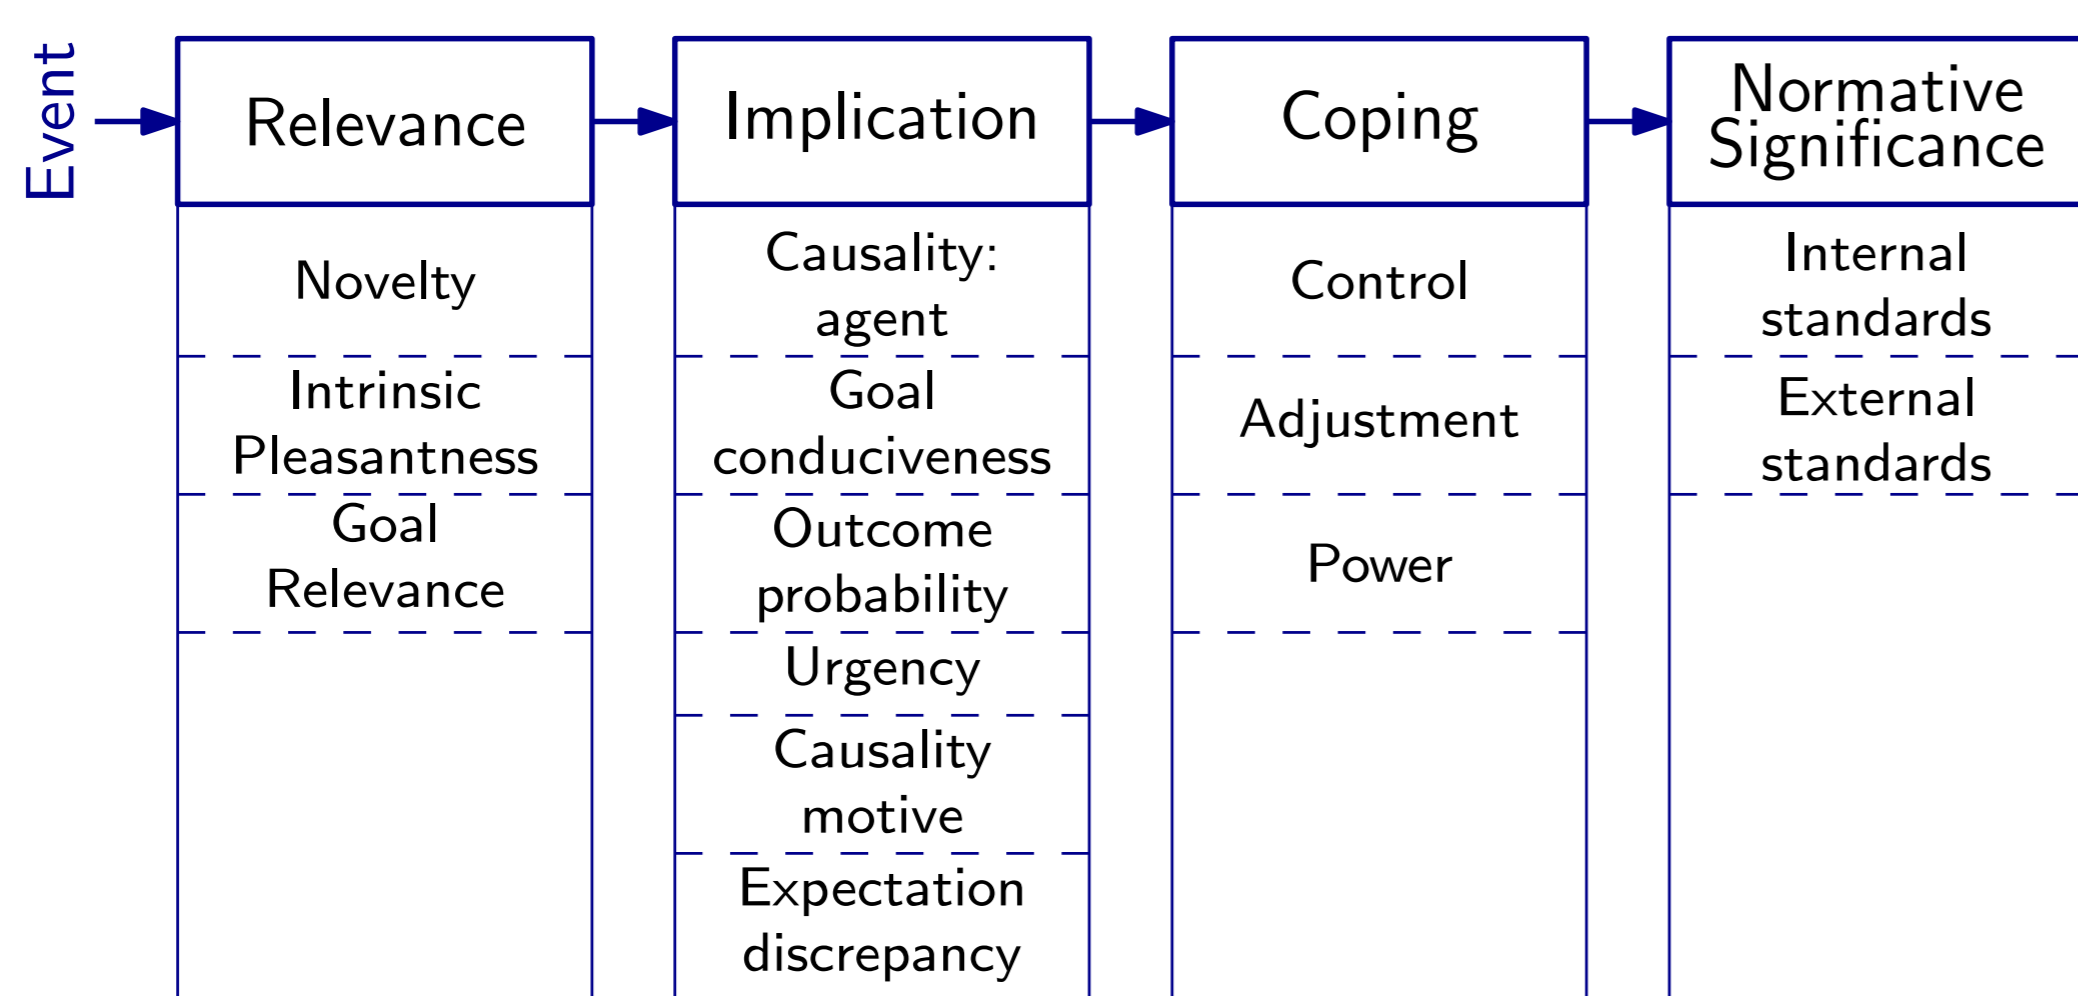 Event
Relevance
Implication
Coping
Normative
Significance
Novelty
Intrinsic
Pleasantness
Goal
Relevance
Causality:
agent
Goal
conduciveness
Outcome
probability
Urgency
Causality
motive
Expectation
discrepancy
Control
Adjustment
Power
Internal
standards
External
standards